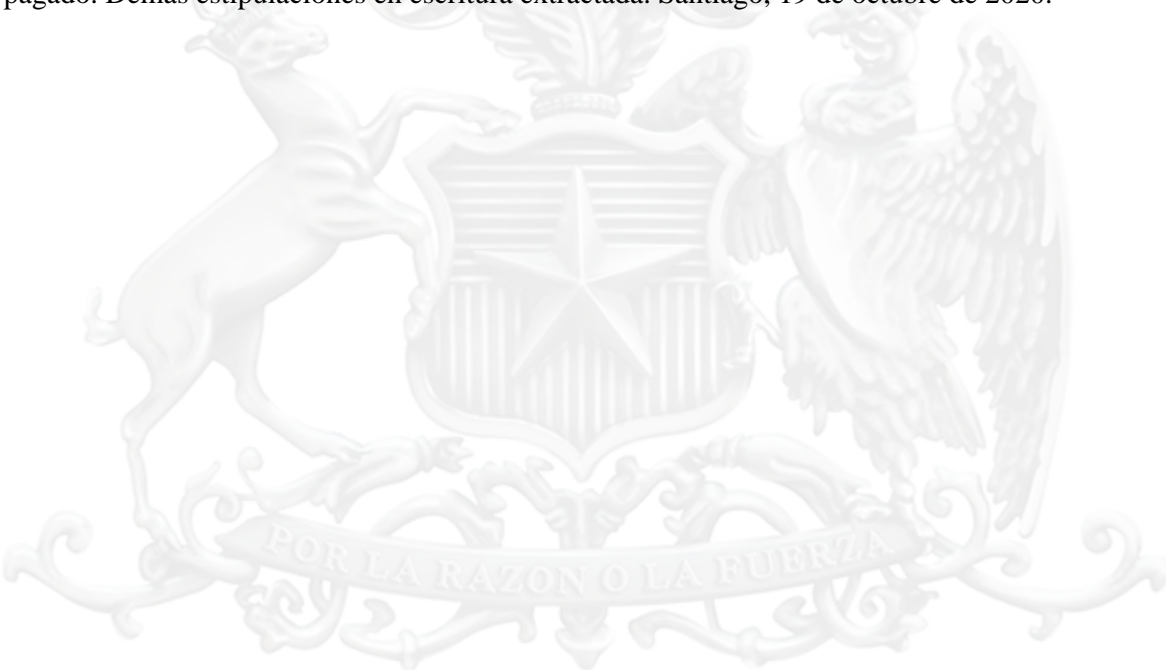 pagado. Demás estipulaciones en escritura extractada. Santiago, 19 de octubre de 2020.
POR LA RAZON O LA FUERZA